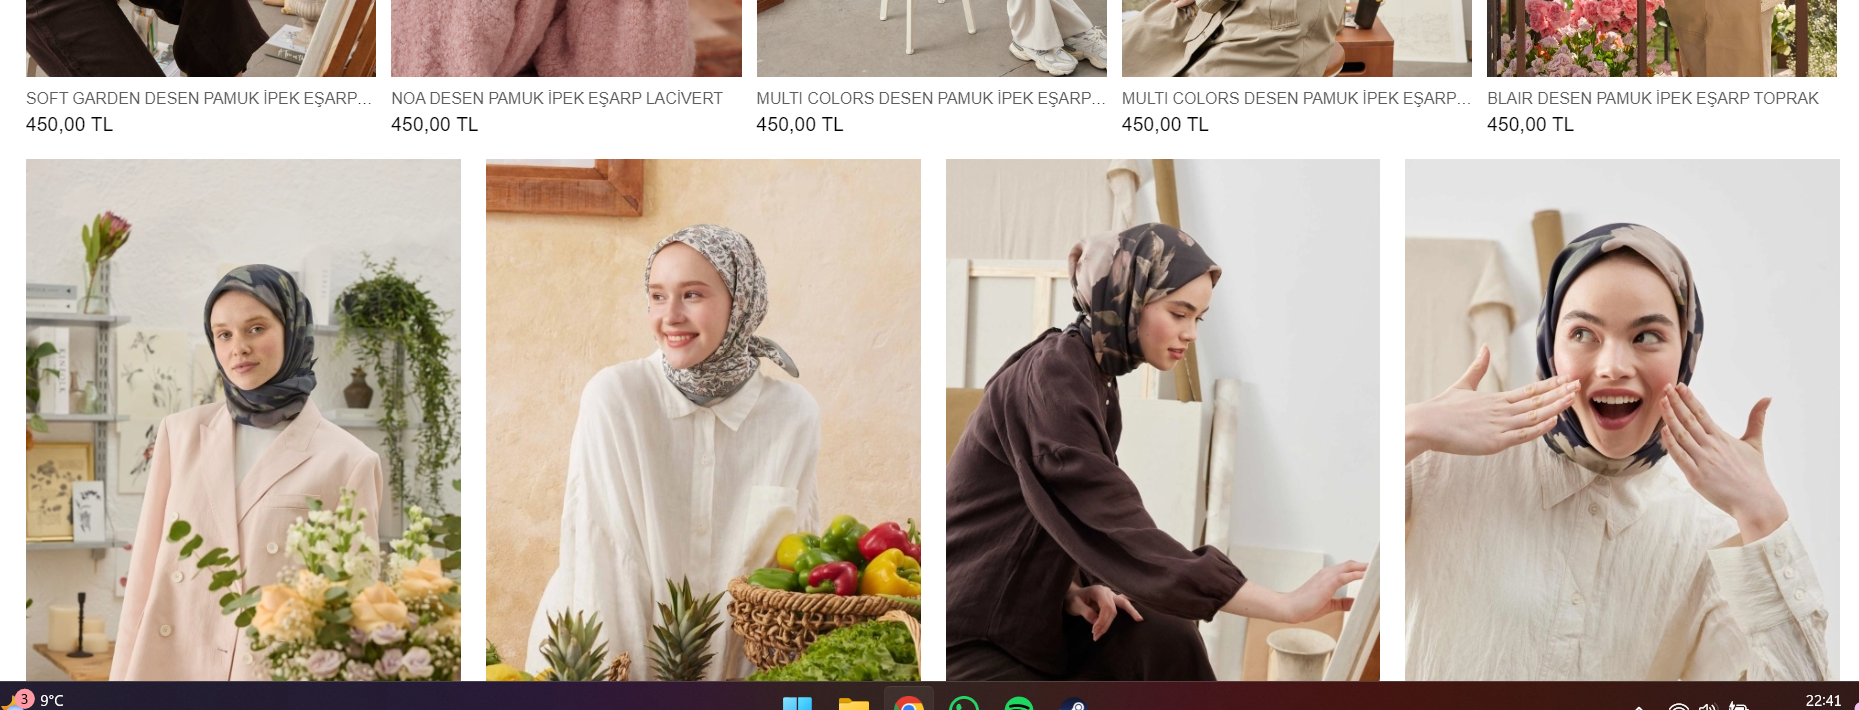 SOFT GARDEN DESEN PAMUK İPEK EŞARP...
450,00 TL
NOA DESEN PAMUK İPEK EŞARP LACİVERT
450,00 TL
MULTI COLORS DESEN PAMUK İPEK EŞARP...
450,00 TL
MULTI COLORS DESEN PAMUK İPEK EŞARP...
450,00 TL
BLAIR DESEN PAMUK İPEK EŞARP TOPRAK
450,00 TL
3
9°C
22:41